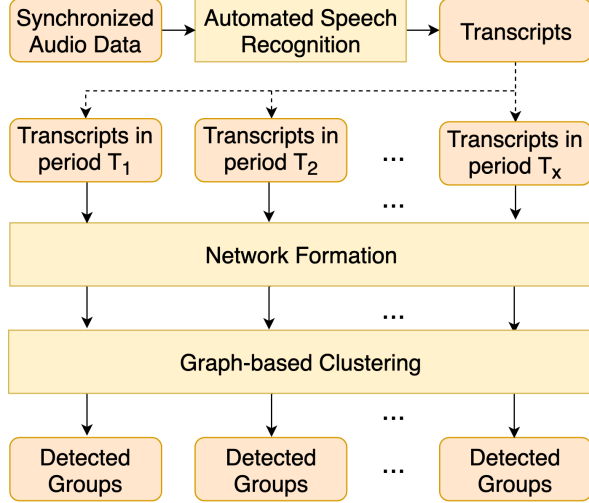 Synchronized
Audio Data
Automated Speech
Recognition
Transcripts
Transcripts in
period T₁
Transcripts in
period T₂
...
Transcripts in
period Tₓ
...
Network Formation
...
Graph-based Clustering
...
Detected
Groups
Detected
Groups
...
Detected
Groups